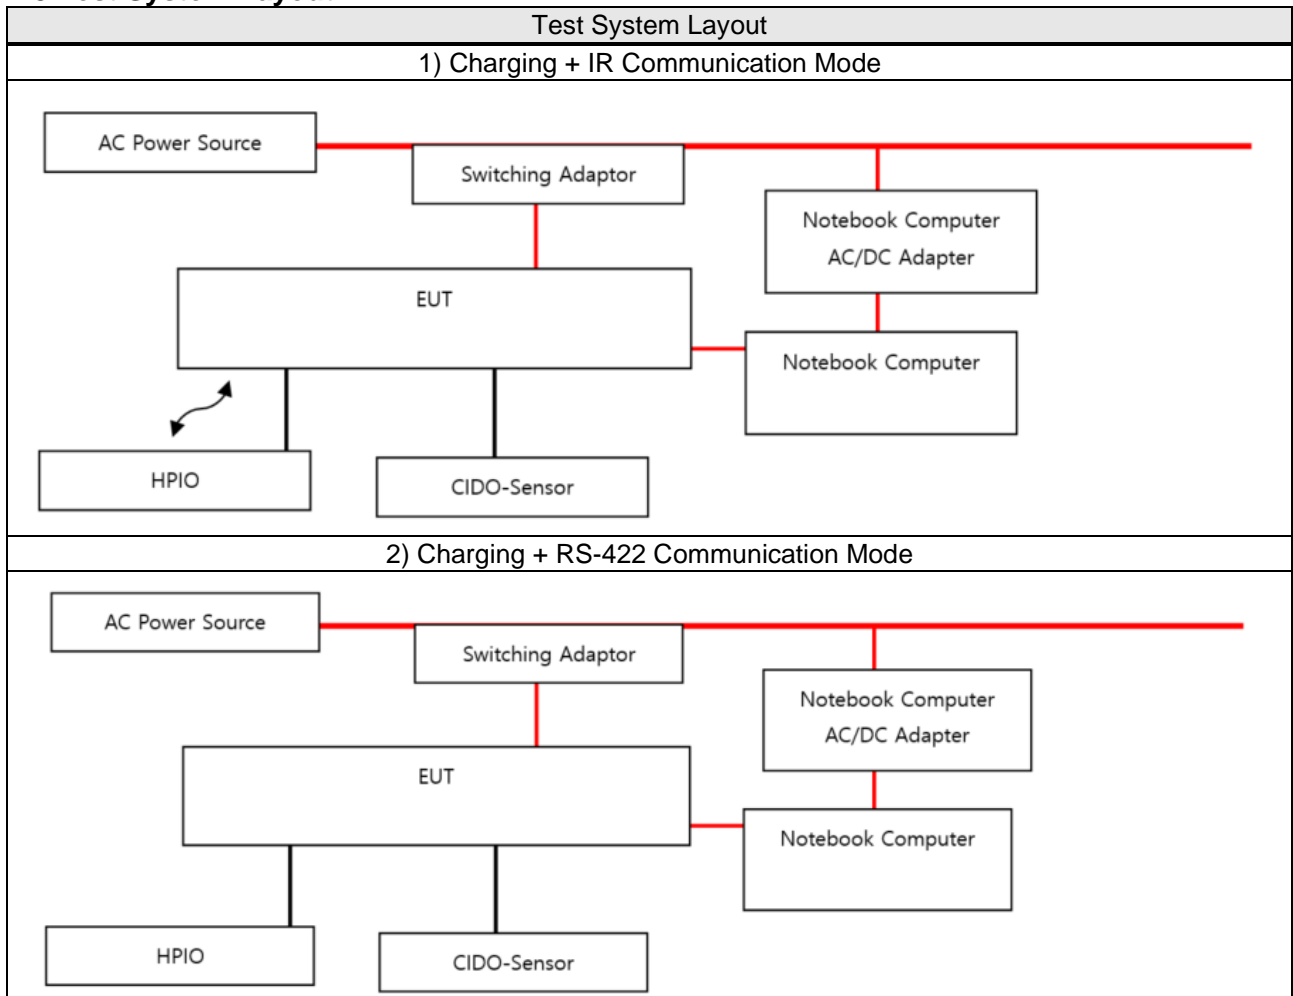 Test System Layout
1) Charging + IR Communication Mode
AC Power Source
Switching Adaptor
Notebook Computer
AC/DC Adapter
EUT
Notebook Computer
HPIO
CIDO-Sensor
2) Charging + RS-422 Communication Mode
AC Power Source
Switching Adaptor
Notebook Computer
AC/DC Adapter
EUT
Notebook Computer
HPIO
CIDO-Sensor